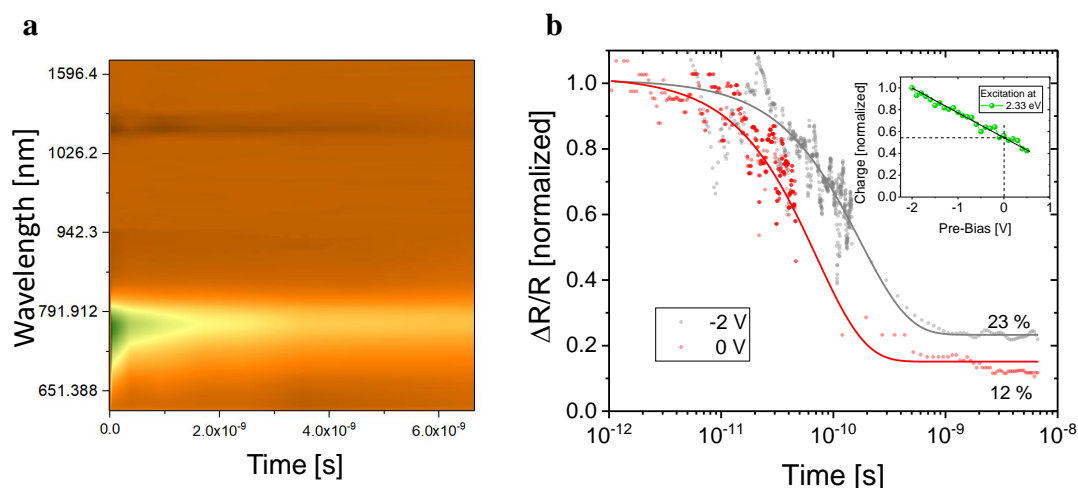 a
Wavelength [nm]
1596.4
1026.2
942.3
791.912
651.388
0.0
2.0x10⁻⁹
4.0x10⁻⁹
6.0x10⁻⁹
Time [s]
b
ΔR/R [normalized]
1.0
0.8
0.6
0.4
0.2
0.0
10⁻¹²
10⁻¹¹
10⁻¹⁰
10⁻⁹
10⁻⁸
Time [s]
-2 V
0 V
23 %
12 %
Charge [normalized]
1.0
0.8
0.6
0.4
0.2
0.0
-2
-1
0
1
Pre-Bias [V]
Excitation at
2.33 eV